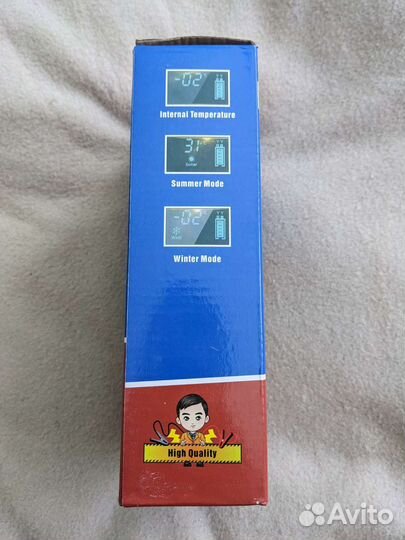 -02°
Internal Temperature
31°
Summer Mode
-02°
Winter Mode
High Quality
Avito